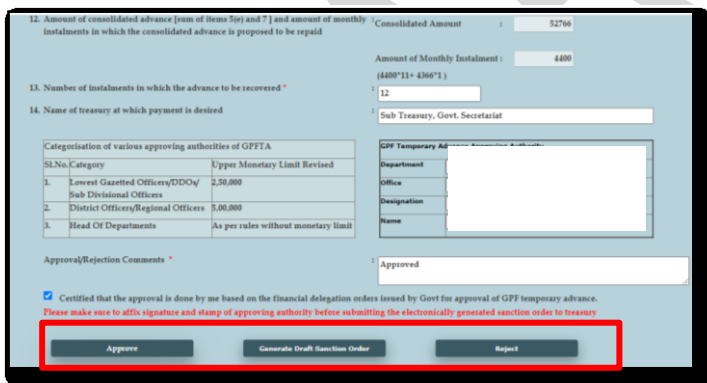 12. Amount of consolidated advance [sum of items 5(e) and 7 ] and amount of monthly : Consolidated Amount : 52766
instalments in which the consolidated advance is proposed to be repaid
Amount of Monthly Instalment : 4400
(4400*11+ 4366*1 )
13. Number of instalments in which the advance to be recovered * : 12
14. Name of treasury at which payment is desired : Sub Treasury, Govt. Secretariat
Categorisation of various approving authorities of GPFTA
Sl.No. Category Upper Monetary Limit Revised
1. Lowest Gazetted Officers/DDOs/ 2,50,000
Sub Divisional Officers
2. District Officers/Regional Officers 5,00,000
3. Head Of Departments As per rules without monetary limit
GPF Temporary Advance Approving Authority
Department
Office
Designation
Name
Approval/Rejection Comments * : Approved
Certified that the approval is done by me based on the financial delegation orders issued by Govt for approval of GPF temporary advance.
Please make sure to affix signature and stamp of approving authority before submitting the electronically generated sanction order to treasury
Approve Generate Draft Sanction Order Reject